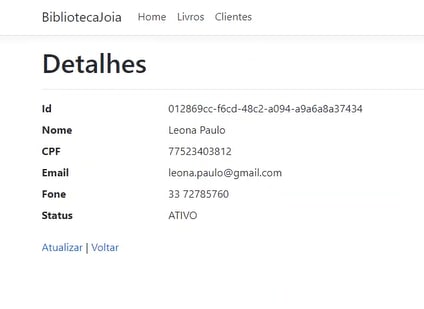 BibliotecaJoia Home Livros Clientes
Detalhes
Id 012869cc-f6cd-48c2-a094-a9a6a8a37434
Nome Leona Paulo
CPF 77523403812
Email leona.paulo@gmail.com
Fone 33 72785760
Status ATIVO
Atualizar | Voltar